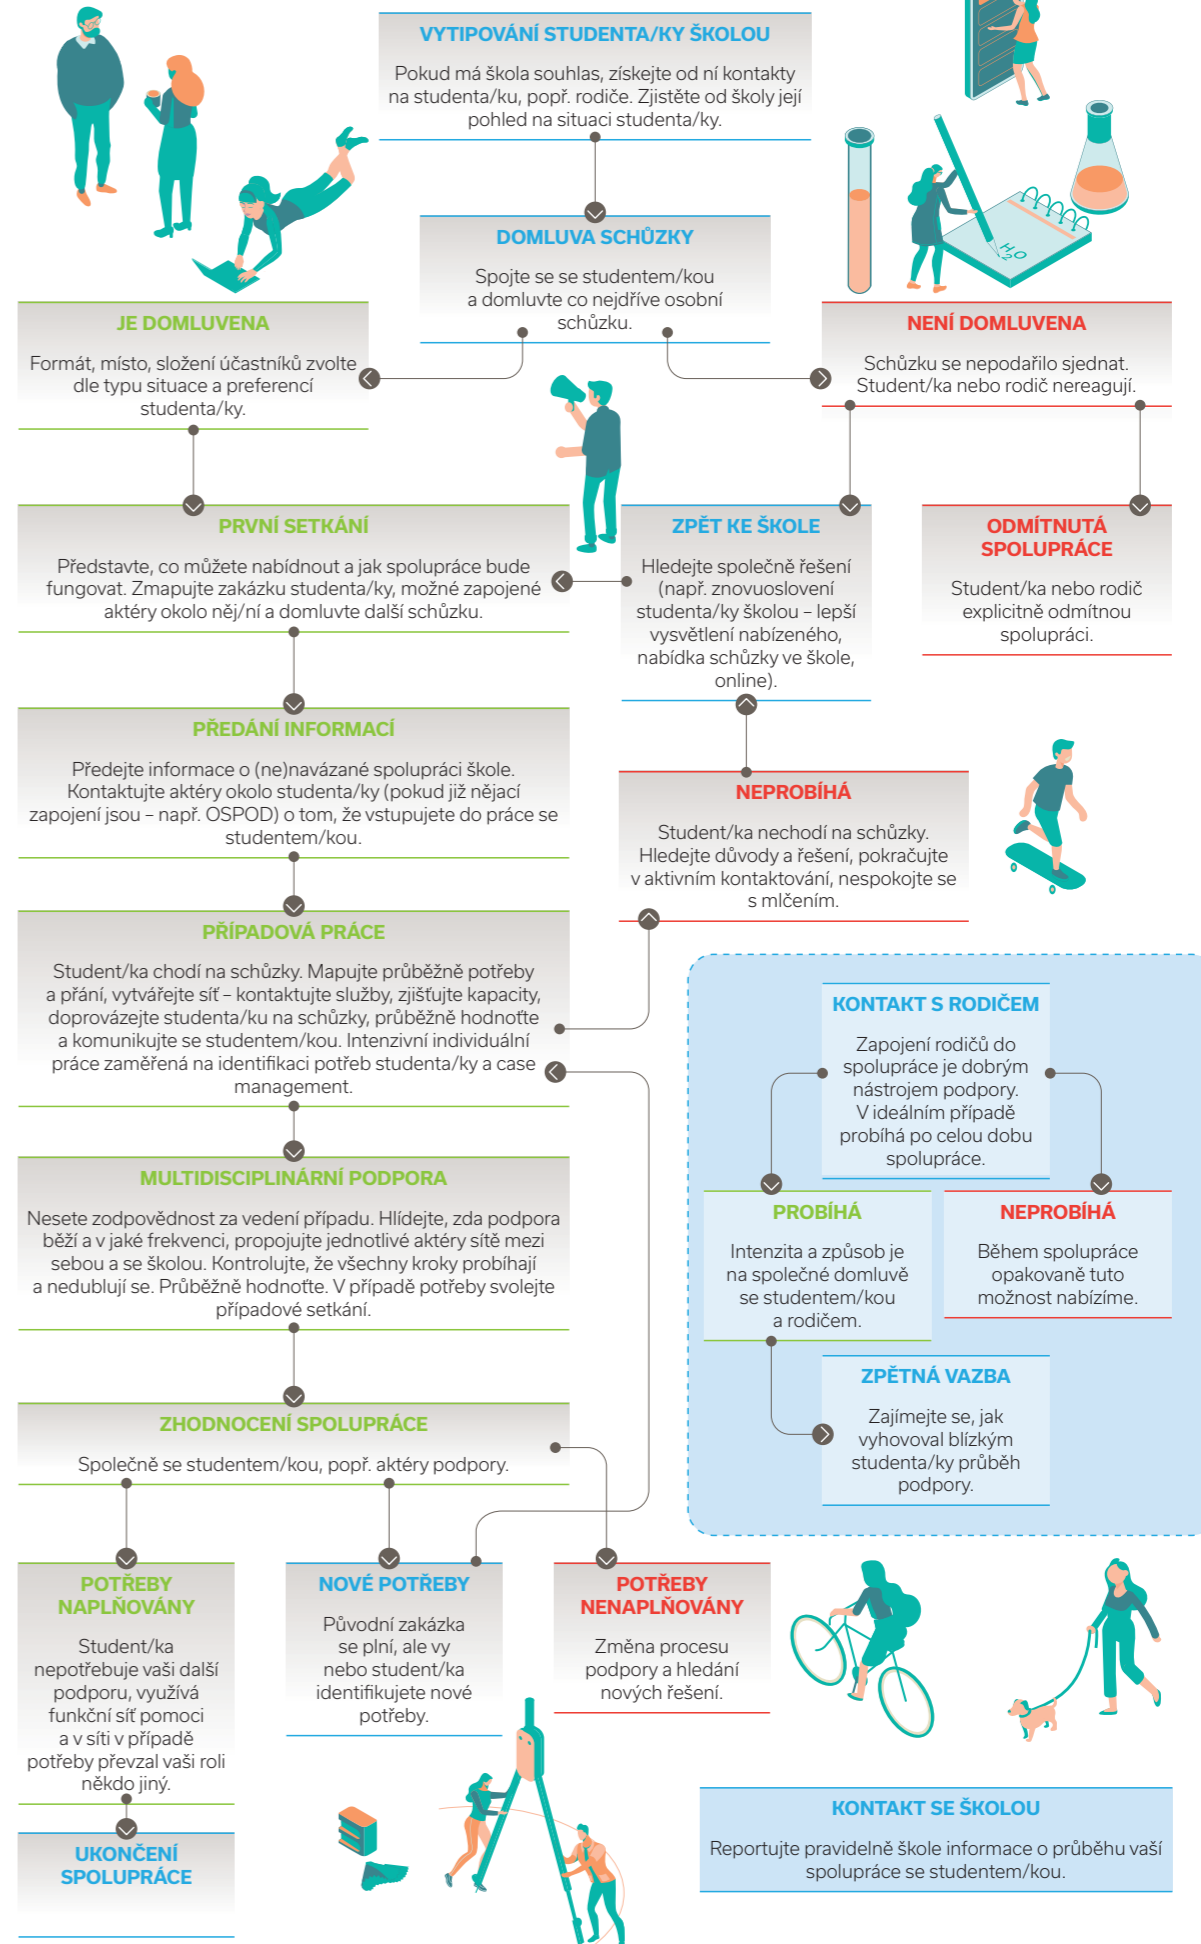 VYTIPOVÁNÍ STUDENTA/KY ŠKOLOU
Pokud má škola souhlas, získejte od ní kontakty
na studenta/ku, popř. rodiče. Zjistěte od školy její
pohled na situaci studenta/ky.
DOMLUVA SCHŮZKY
Spojte se se studentem/kou
a domluvte co nejdříve osobní
schůzku.
H₂O
JE DOMLUVENA
Formát, místo, složení účastníků zvolte
dle typu situace a preferencí
studenta/ky.
NENÍ DOMLUVENA
Schůzku se nepodařilo sjednat.
Student/ka nebo rodič nereagují.
PRVNÍ SETKÁNÍ
Představte, co můžete nabídnout a jak spolupráce bude
fungovat. Zmapujte zakázku studenta/ky, možné zapojené
aktéry okolo něj/ní a domluvte další schůzku.
ZPĚT KE ŠKOLE
Hledejte společně řešení
(např. znovuoslovení
studenta/ky školou – lepší
vysvětlení nabízeného,
nabídka schůzky ve škole,
online).
ODMÍTNUTÁ
SPOLUPRÁCE
Student/ka nebo rodič
explicitně odmítnou
spolupráci.
PŘEDÁNÍ INFORMACÍ
Předejte informace o (ne)navázané spolupráci škole.
Kontaktujte aktéry okolo studenta/ky (pokud již nějací
zapojení jsou – např. OSPOD) o tom, že vstupujete do práce se
studentem/kou.
NEPROBÍHÁ
Student/ka nechodí na schůzky.
Hledejte důvody a řešení, pokračujte
v aktivním kontaktování, nespokojte se
s mlčením.
PŘÍPADOVÁ PRÁCE
Student/ka chodí na schůzky. Mapujte průběžně potřeby
a přání, vytvářejte síť – kontaktujte služby, zjišťujte kapacity,
doprovázejte studenta/ku na schůzky, průběžně hodnoťte
a komunikujte se studentem/kou. Intenzivní individuální
práce zaměřená na identifikaci potřeb studenta/ky a case
management.
KONTAKT S RODIČEM
Zapojení rodičů do
spolupráce je dobrým
nástrojem podpory.
V ideálním případě
probíhá po celou dobu
spolupráce.
MULTIDISCIPLINÁRNÍ PODPORA
Nesete zodpovědnost za vedení případu. Hlídejte, zda podpora
běží a v jaké frekvenci, propojujte jednotlivé aktéry sítě mezi
sebou a se školou. Kontrolujte, že všechny kroky probíhají
a nedublují se. Průběžně hodnoťte. V případě potřeby svolejte
případové setkání.
PROBÍHÁ
Intenzita a způsob je
na společné domluvě
se studentem/kou
a rodičem.
NEPROBÍHÁ
Během spolupráce
opakovaně tuto
možnost nabízíme.
ZPĚTNÁ VAZBA
Zajímejte se, jak
vyhovoval blízkým
studenta/ky průběh
podpory.
ZHODNOCENÍ SPOLUPRÁCE
Společně se studentem/kou, popř. aktéry podpory.
POTŘEBY
NAPLŇOVÁNY
Student/ka
nepotřebuje vaši další
podporu, využívá
funkční síť pomoci
a v síti v případě
potřeby převzal vaši roli
někdo jiný.
NOVÉ POTŘEBY
Původní zakázka
se plní, ale vy
nebo student/ka
identifikujete nové
potřeby.
POTŘEBY
NENAPLŇOVÁNY
Změna procesu
podpory a hledání
nových řešení.
UKONČENÍ
SPOLUPRÁCE
KONTAKT SE ŠKOLOU
Reportujte pravidelně škole informace o průběhu vaší
spolupráce se studentem/kou.